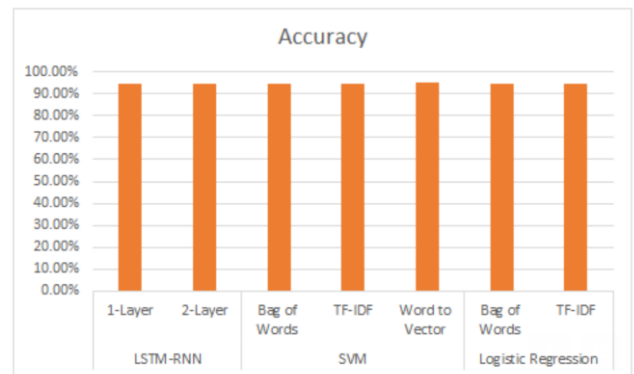 Accuracy
100.00%
90.00%
80.00%
70.00%
60.00%
50.00%
40.00%
30.00%
20.00%
10.00%
0.00%
1-Layer 2-Layer Bag of TF-IDF Word to Bag of TF-IDF
Words Vector Words
LSTM-RNN SVM Logistic Regression